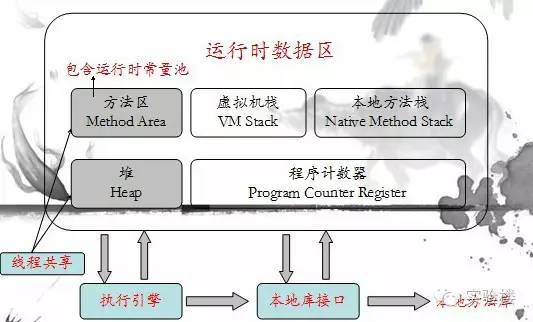 运行时数据区
包含运行时常量池
方法区
Method Area
虚拟机栈
VM Stack
本地方法栈
Native Method Stack
堆
Heap
程序计数器
Program Counter Register
线程共享
执行引擎
本地库接口
本地方法库
实验楼